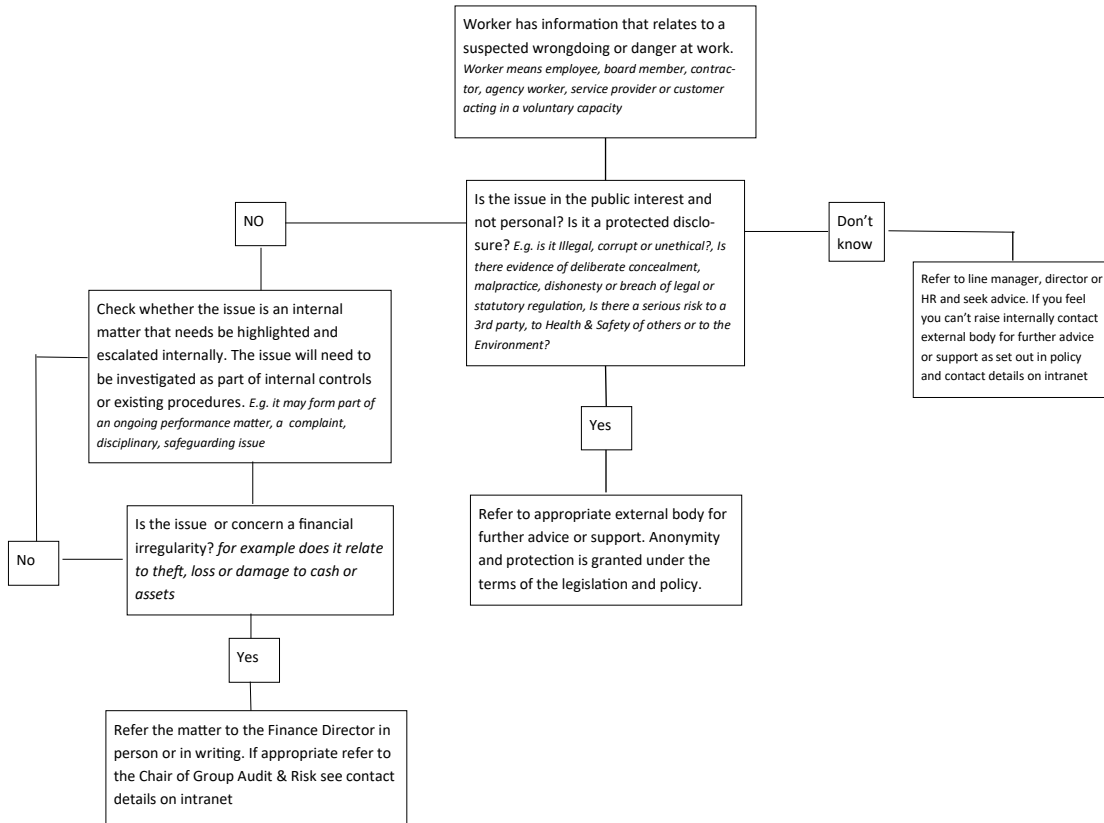 Worker has information that relates to a
suspected wrongdoing or danger at work.
Worker means employee, board member, contrac-
tor, agency worker, service provider or customer
acting in a voluntary capacity
Is the issue in the public interest and
not personal? Is it a protected disclo-
sure? E.g. is it Illegal, corrupt or unethical?, Is
there evidence of deliberate concealment,
malpractice, dishonesty or breach of legal or
statutory regulation, Is there a serious risk to a
3rd party, to Health & Safety of others or to the
Environment?
NO
Don't
know
Refer to line manager, director or
HR and seek advice. If you feel
you can't raise internally contact
external body for further advice
or support as set out in policy
and contact details on intranet
Check whether the issue is an internal
matter that needs be highlighted and
escalated internally. The issue will need to
be investigated as part of internal controls
or existing procedures. E.g. it may form part of
an ongoing performance matter, a complaint,
disciplinary, safeguarding issue
Yes
Refer to appropriate external body for
further advice or support. Anonymity
and protection is granted under the
terms of the legislation and policy.
Is the issue or concern a financial
irregularity? for example does it relate
to theft, loss or damage to cash or
assets
No
Yes
Refer the matter to the Finance Director in
person or in writing. If appropriate refer to
the Chair of Group Audit & Risk see contact
details on intranet